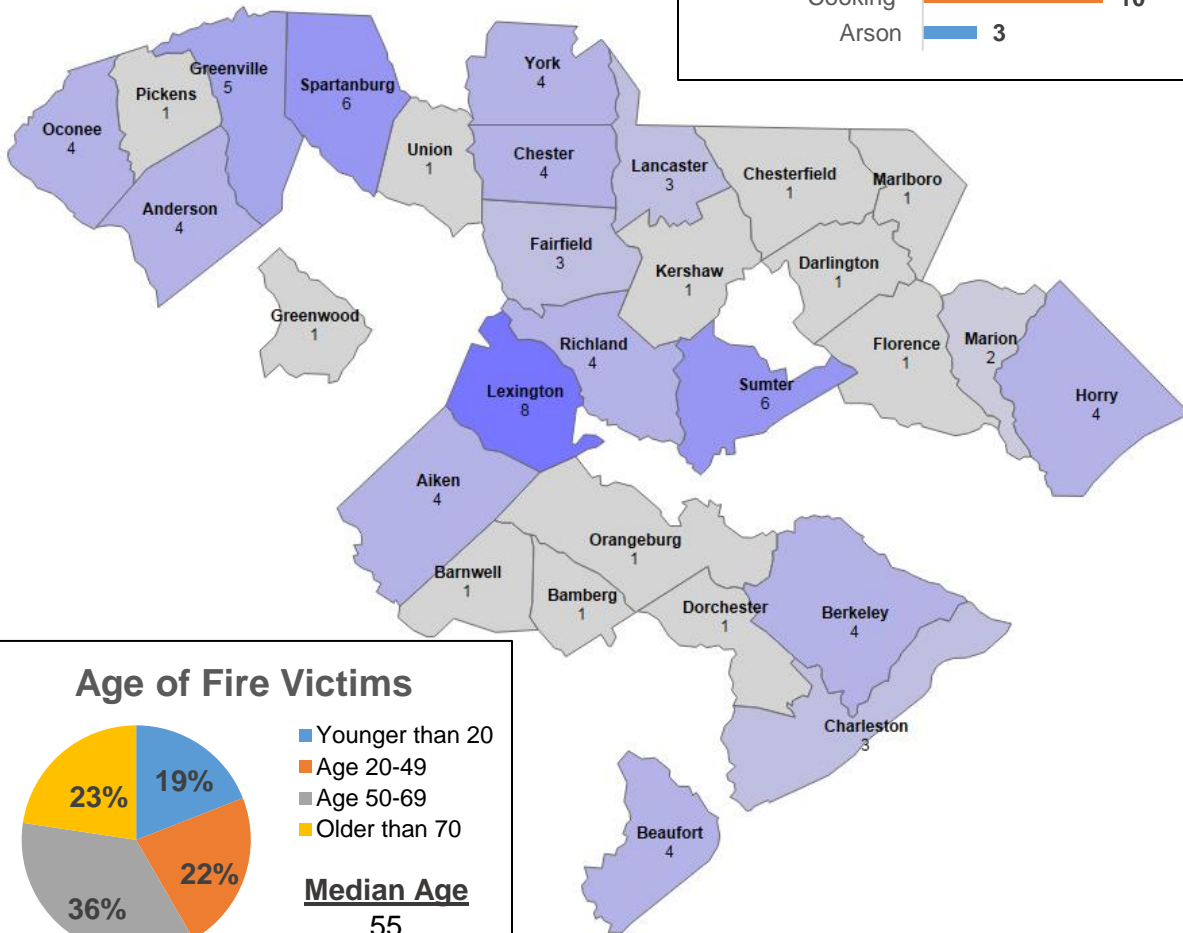 Cooking 10
Arson 3
Greenville
5
Spartanburg
6
York
4
Pickens
1
Oconee
4
Union
1
Chester
4
Lancaster
3
Chesterfield
1
Marlboro
1
Anderson
4
Fairfield
3
Kershaw
1
Darlington
1
Greenwood
1
Richland
4
Florence
1
Marion
2
Lexington
8
Sumter
6
Horry
4
Aiken
4
Orangeburg
1
Barnwell
1
Bamberg
1
Dorchester
1
Berkeley
4
Charleston
3
Beaufort
4
Age of Fire Victims
Younger than 20
Age 20-49
Age 50-69
Older than 70
19%
23%
22%
36%
Median Age
55